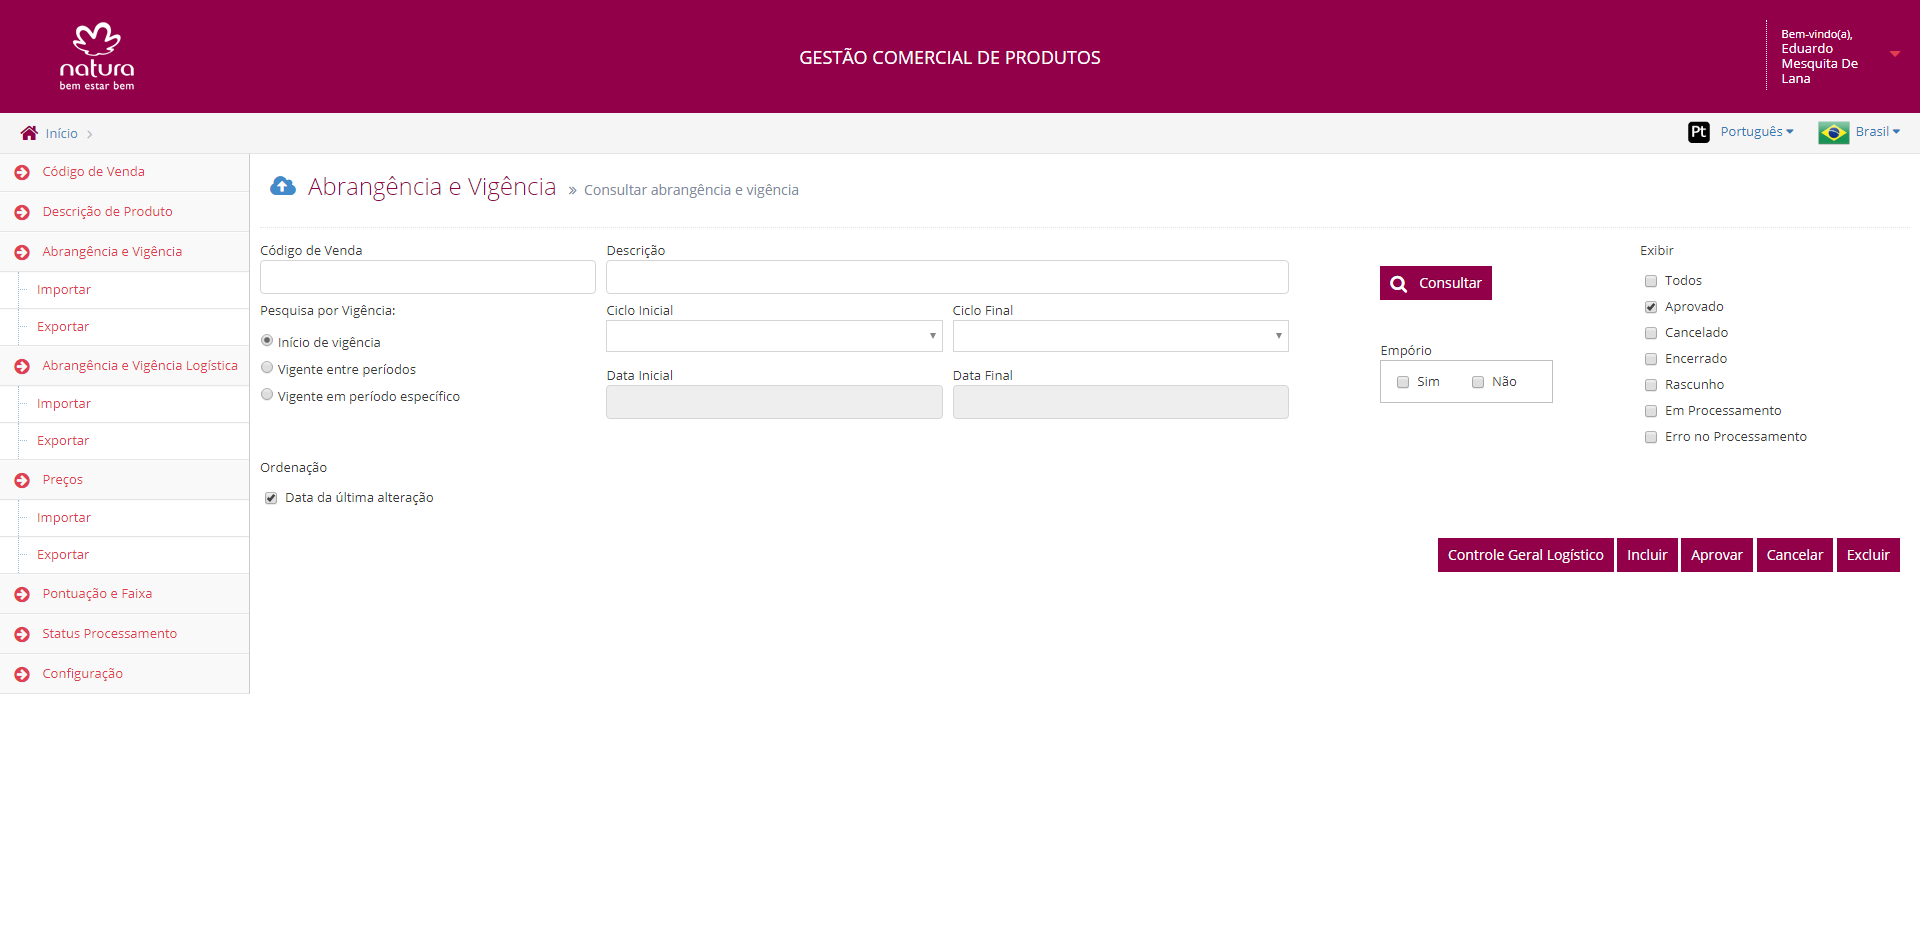 natura
bem estar bem
GESTÃO COMERCIAL DE PRODUTOS
Bem-vindo(a),
Eduardo
Mesquita De
Lana
Início
Pt Português
Brasil
Código de Venda
Descrição de Produto
Abrangência e Vigência
Importar
Exportar
Abrangência e Vigência Logística
Importar
Exportar
Preços
Importar
Exportar
Pontuação e Faixa
Status Processamento
Configuração
Abrangência e Vigência » Consultar abrangência e vigência
Código de Venda
Descrição
Pesquisa por Vigência:
Início de vigência
Vigente entre períodos
Vigente em período específico
Ciclo Inicial
Ciclo Final
Data Inicial
Data Final
Consultar
Empório
Sim Não
Exibir
Todos
Aprovado
Cancelado
Encerrado
Rascunho
Em Processamento
Erro no Processamento
Ordenação
Data da última alteração
Controle Geral Logístico Incluir Aprovar Cancelar Excluir